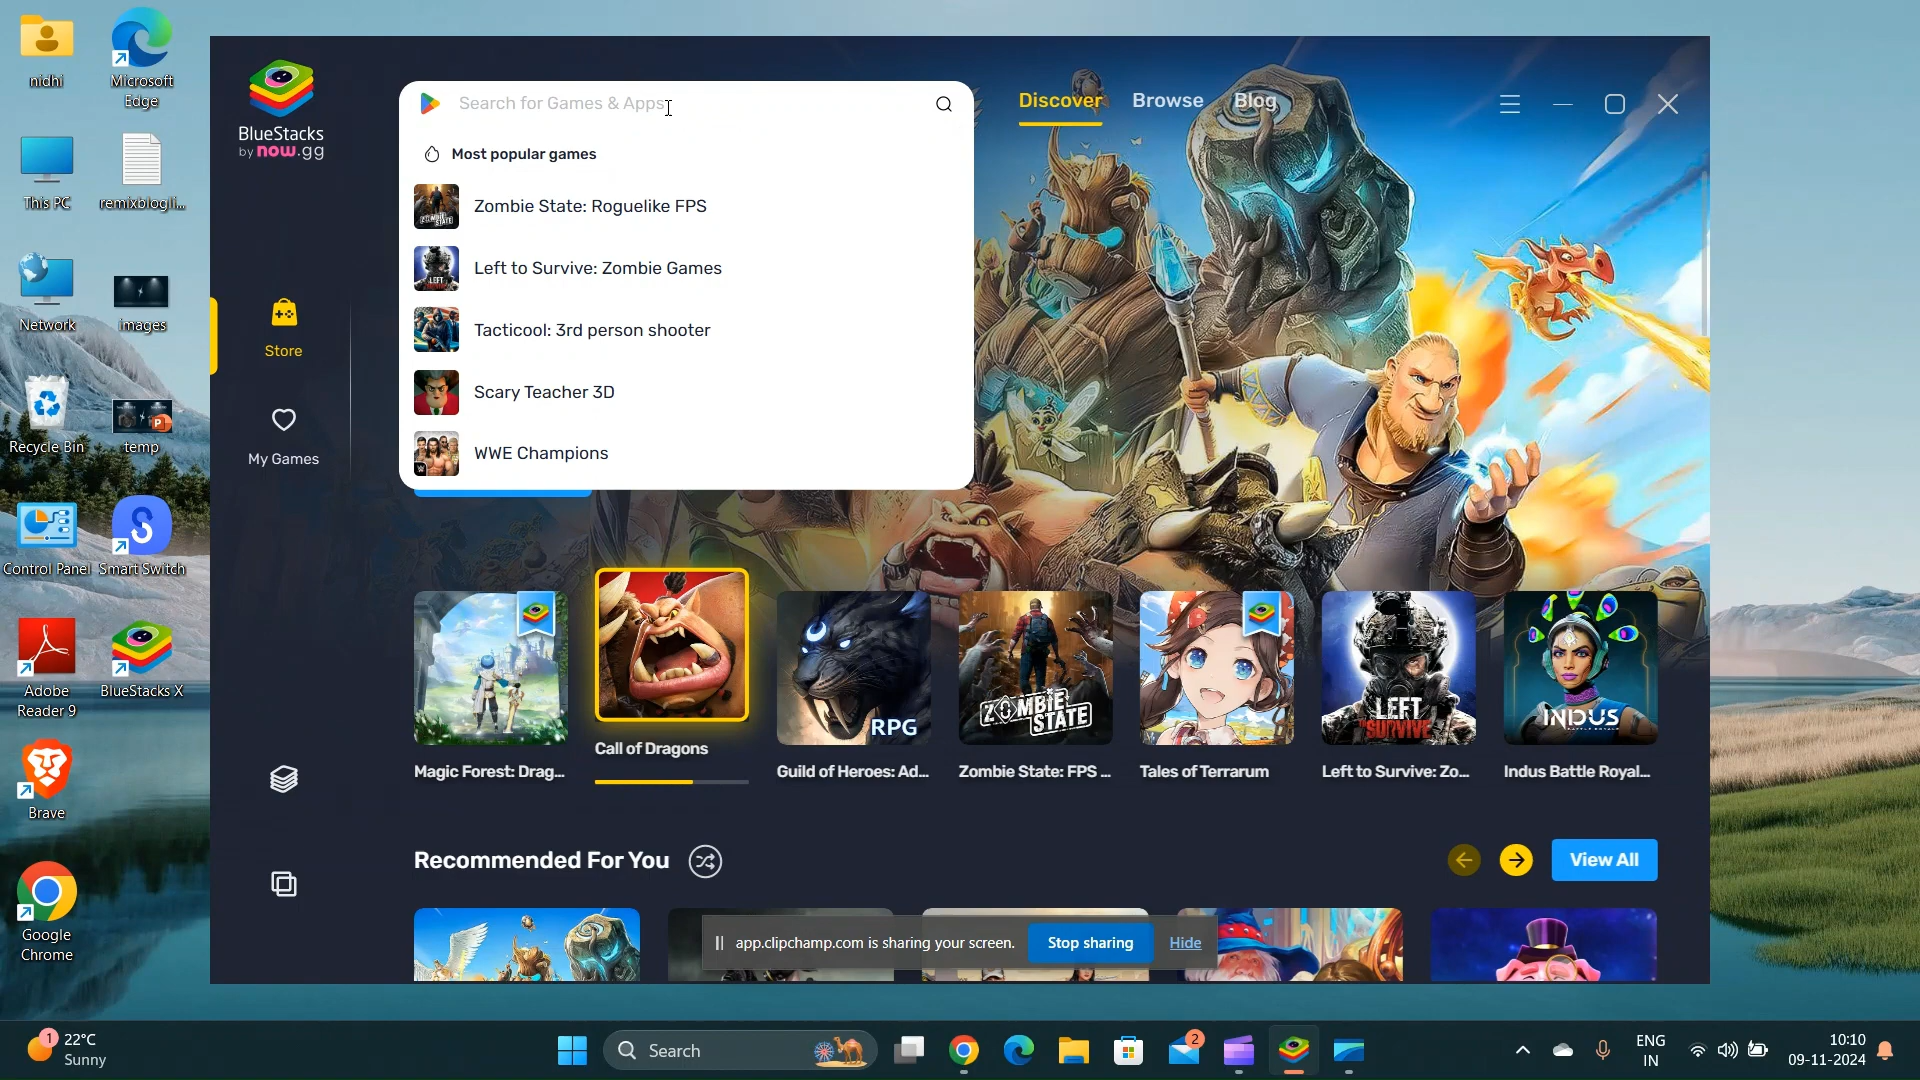 nidhi
Microsoft
Edge
This PC
remixblogli...
Network
images
Recycle Bin
temp
Control Panel
Smart Switch
Adobe
Reader 9
BlueStacks X
Brave
Google
Chrome
BlueStacks
by now.gg
Store
My Games
Search for Games & Apps
Discover
Browse
Blog
Most popular games
Zombie State: Roguelike FPS
Left to Survive: Zombie Games
Tacticool: 3rd person shooter
Scary Teacher 3D
WWE Champions
RPG
ZOMBIE
STATE
LEFT
TO SURVIVE
INDUS
BATTLE ROYALE
Magic Forest: Drag...
Call of Dragons
Guild of Heroes: Ad...
Zombie State: FPS ...
Tales of Terrarum
Left to Survive: Zo...
Indus Battle Royal...
Recommended For You
View All
app.clipchamp.com is sharing your screen.
Stop sharing
Hide
1
22°C
Sunny
Search
2
ENG
IN
10:10
09-11-2024